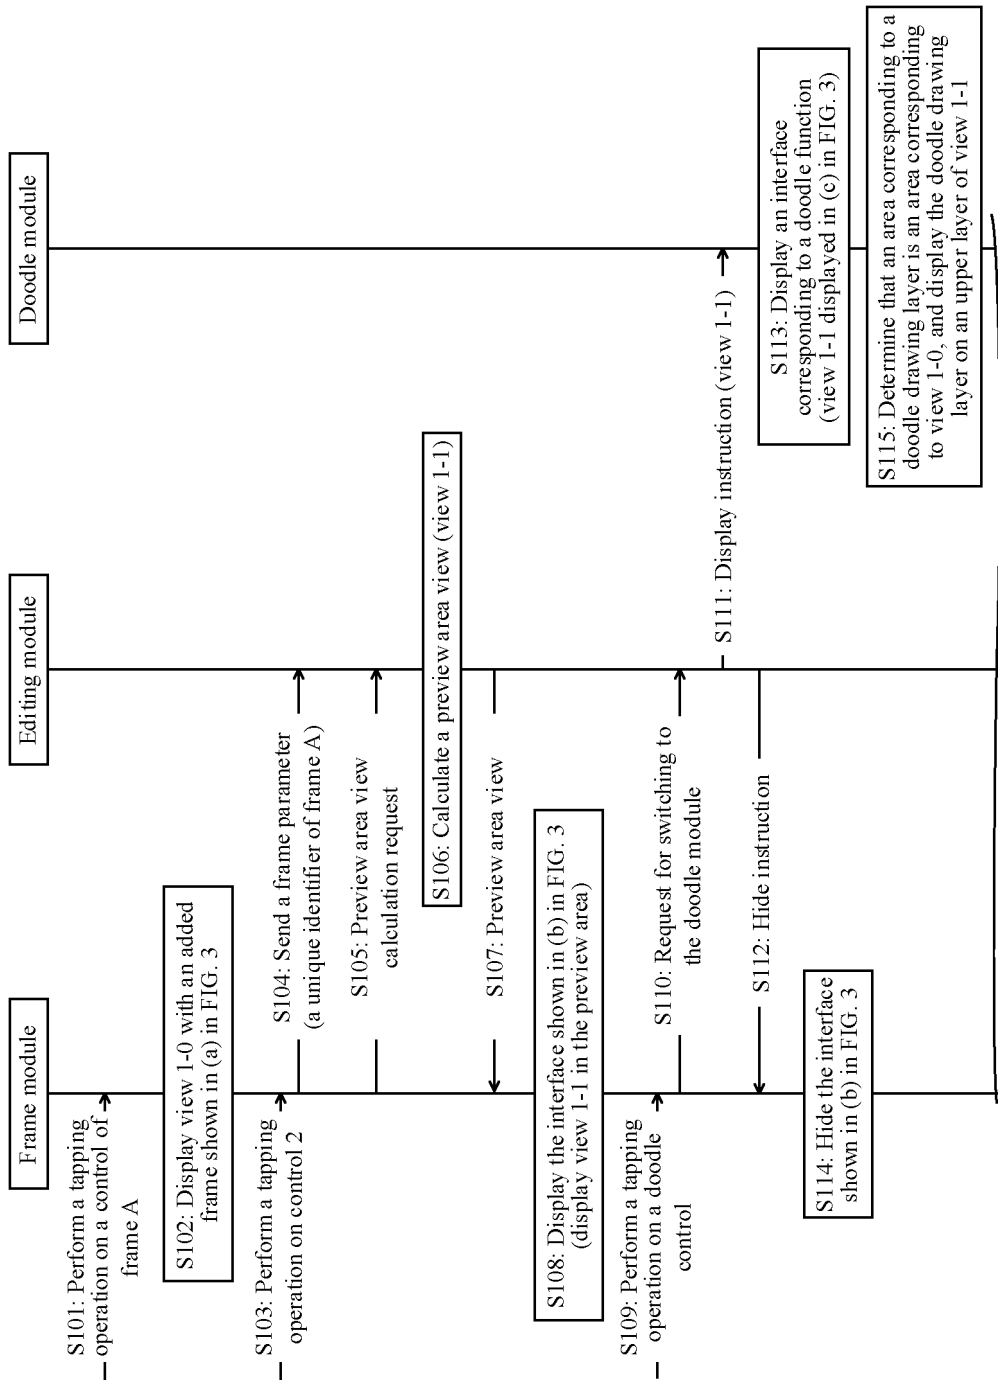 Frame module
Editing module
Doodle module
S101: Perform a tapping
operation on a control of
frame A
S102: Display view 1-0 with an added
frame shown in (a) in FIG. 3
S103: Perform a tapping
operation on control 2
S104: Send a frame parameter
(a unique identifier of frame A)
S105: Preview area view
calculation request
S106: Calculate a preview area view (view 1-1)
S107: Preview area view
S108: Display the interface shown in (b) in FIG. 3
(display view 1-1 in the preview area)
S109: Perform a tapping
operation on a doodle
control
S110: Request for switching to
the doodle module
S111: Display instruction (view 1-1)
S112: Hide instruction
S113: Display an interface
corresponding to a doodle function
(view 1-1 displayed in (c) in FIG. 3)
S114: Hide the interface
shown in (b) in FIG. 3
S115: Determine that an area corresponding to a
doodle drawing layer is an area corresponding
to view 1-0, and display the doodle drawing
layer on an upper layer of view 1-1